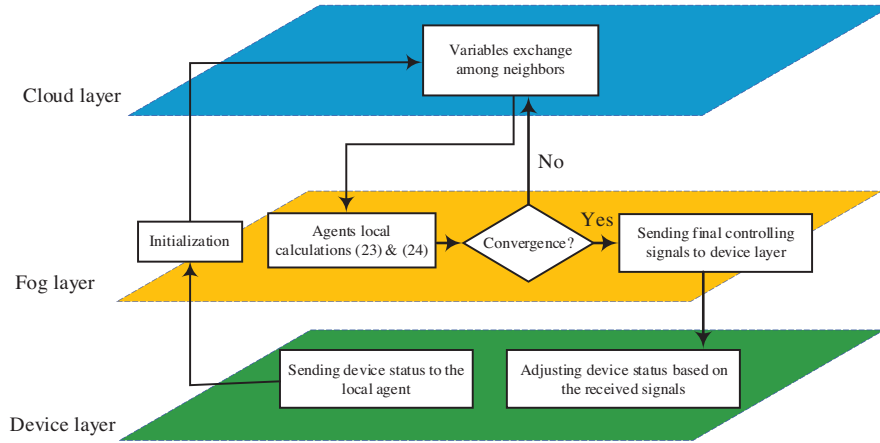 Variables exchange
among neighbors
Cloud layer
No
Initialization
Agents local
calculations (23) & (24)
Convergence?
Yes
Sending final controlling
signals to device layer
Fog layer
Sending device status to the
local agent
Adjusting device status based on
the received signals
Device layer